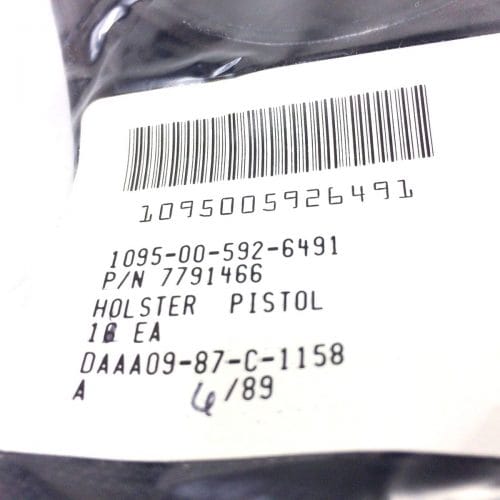 1095005926491
1095-00-592-6491
P/N 7791466
HOLSTER PISTOL
EA
DAAA09-87-C-1158
A 6/89